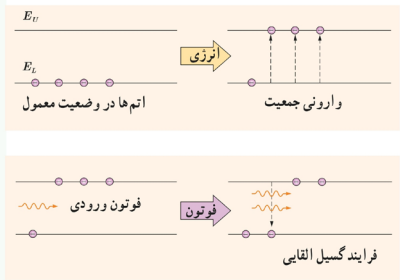 E_U
انرژی
E_L
اتم‌ها در وضعیت معمول
وارونی جمعیت
فوتون ورودی
فوتون
فرایند گسیل القایی